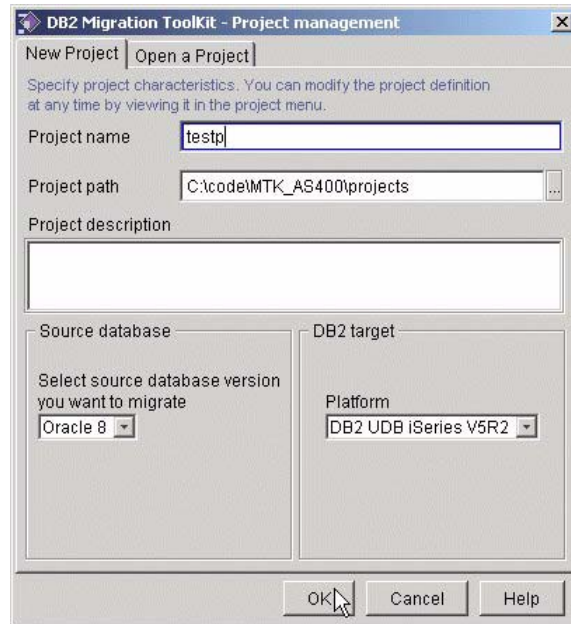 DB2 Migration ToolKit - Project management
New Project
Open a Project
Specify project characteristics. You can modify the project definition
at any time by viewing it in the project menu.
Project name
testp
Project path
C:\code\MTK_AS400\projects
...
Project description
Source database
Select source database version
you want to migrate
Oracle 8
DB2 target
Platform
DB2 UDB iSeries V5R2
OK
Cancel
Help